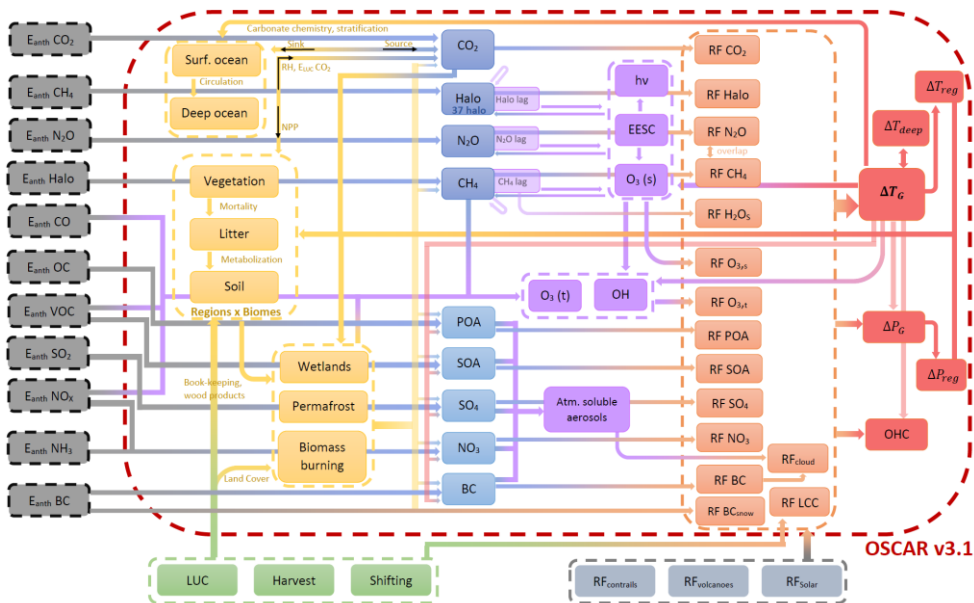 E_anth CO₂
E_anth CH₄
E_anth N₂O
E_anth Halo
E_anth CO
E_anth OC
E_anth VOC
E_anth SO₂
E_anth NOₓ
E_anth NH₃
E_anth BC
Carbonate chemistry, stratification
Surf. ocean
Circulation
Deep ocean
Sink
Source
RH, E_LUC CO₂
NPP
Vegetation
Mortality
Litter
Metabolization
Soil
Regions x Biomes
Book-keeping,
wood products
Land Cover
Wetlands
Permafrost
Biomass
burning
CO₂
Halo
37 halo
Halo lag
N₂O
N₂O lag
CH₄
CH₄ lag
POA
SOA
SO₄
NO₃
BC
hν
EESC
O₃ (s)
O₃ (t)
OH
Atm. soluble
aerosols
RF CO₂
RF Halo
RF N₂O
overlap
RF CH₄
RF H₂Os
RF O₃s
RF O₃t
RF POA
RF SOA
RF SO₄
RF NO₃
RF_cloud
RF BC
RF LCC
RF BC_snow
ΔT_reg
ΔT_deep
ΔT_G
ΔP_G
ΔP_reg
OHC
OSCAR v3.1
LUC
Harvest
Shifting
RF_contrails
RF_volcanoes
RF_Solar